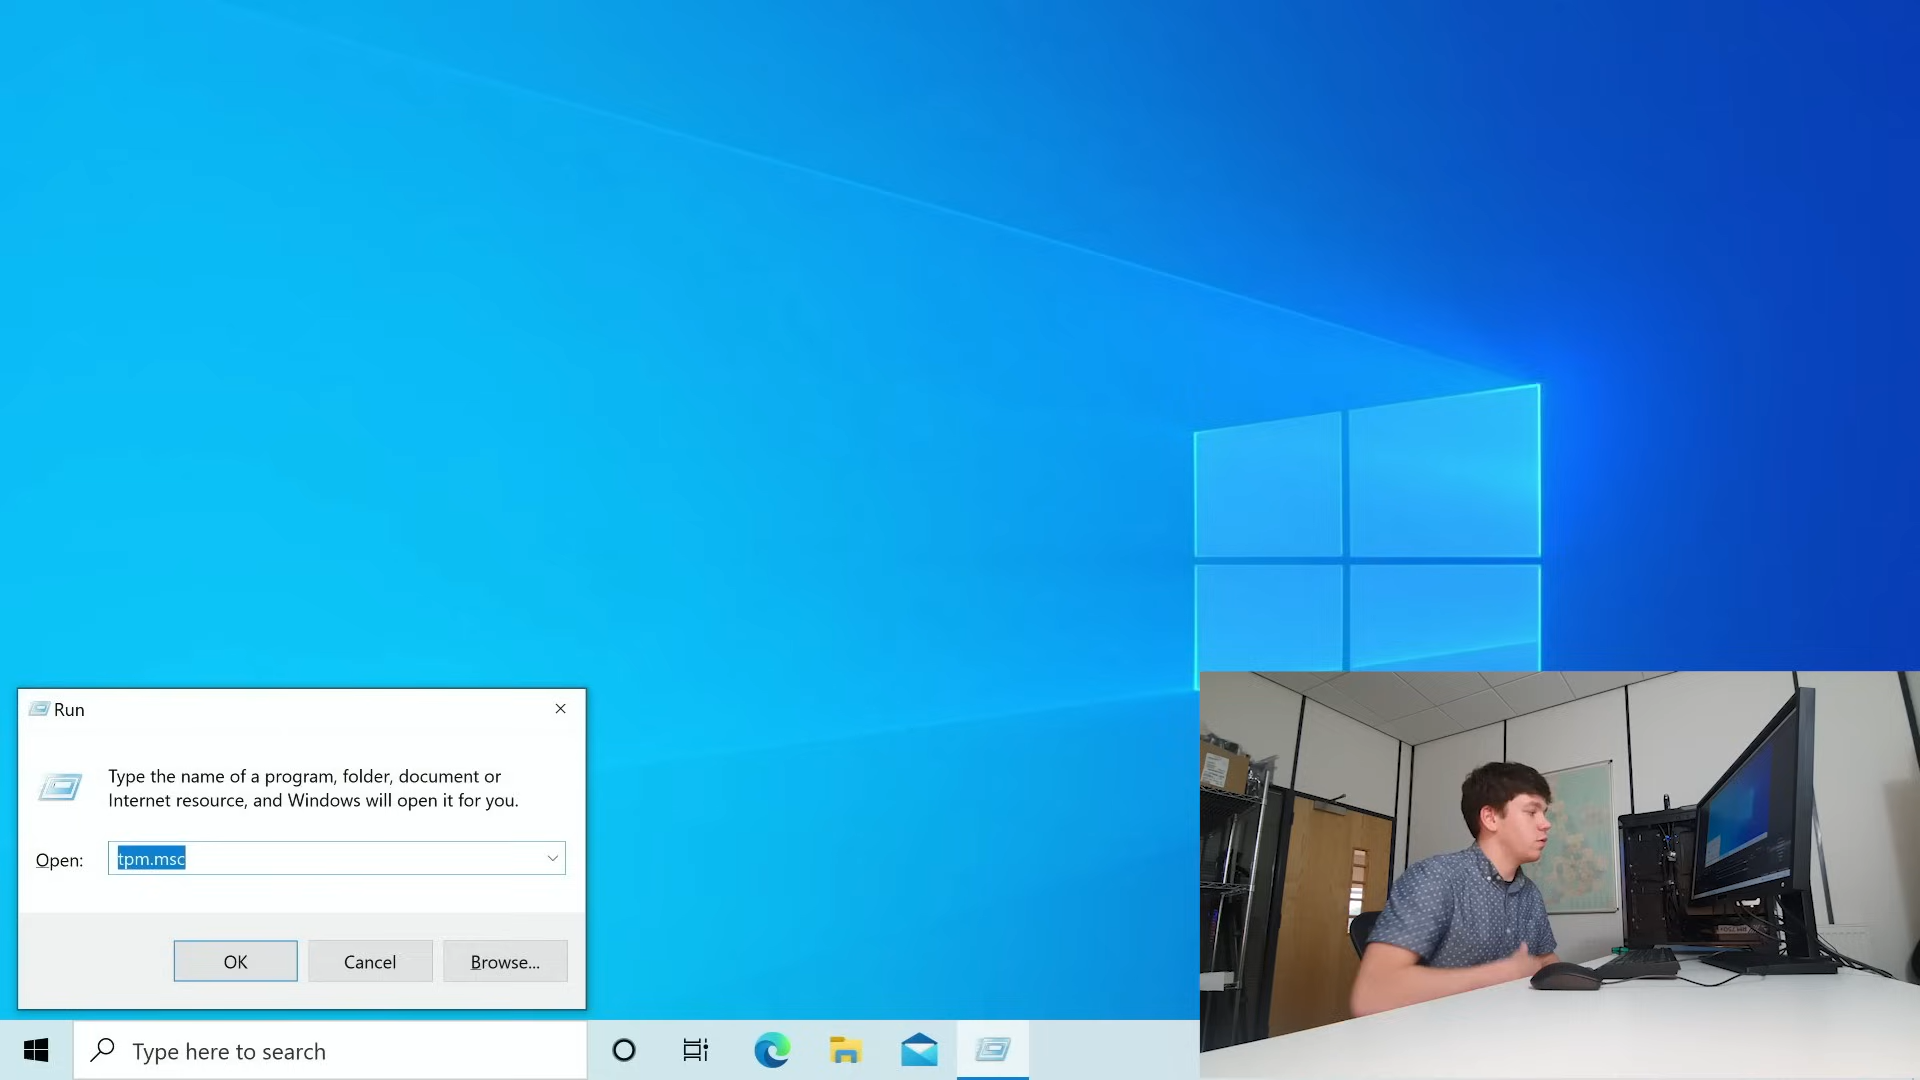 Run
Type the name of a program, folder, document or
Internet resource, and Windows will open it for you.
Open:
tpm.msc
OK
Cancel
Browse...
Type here to search